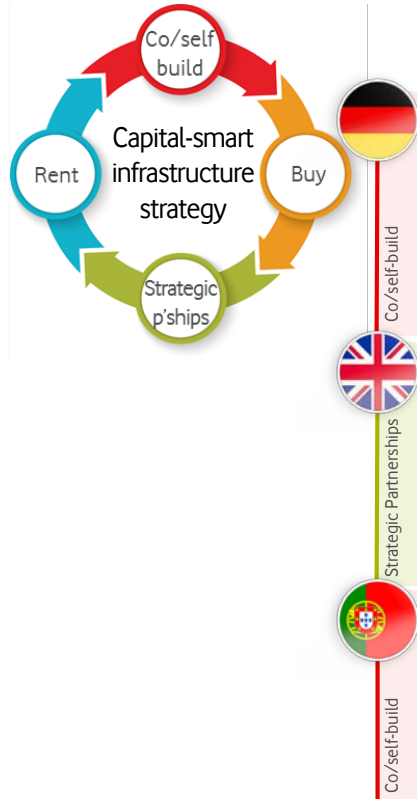 Co/self
build
Capital-smart
infrastructure
strategy
Rent
Buy
Strategic
p'ships
Co/self-build
Strategic Partnerships
Co/self-build